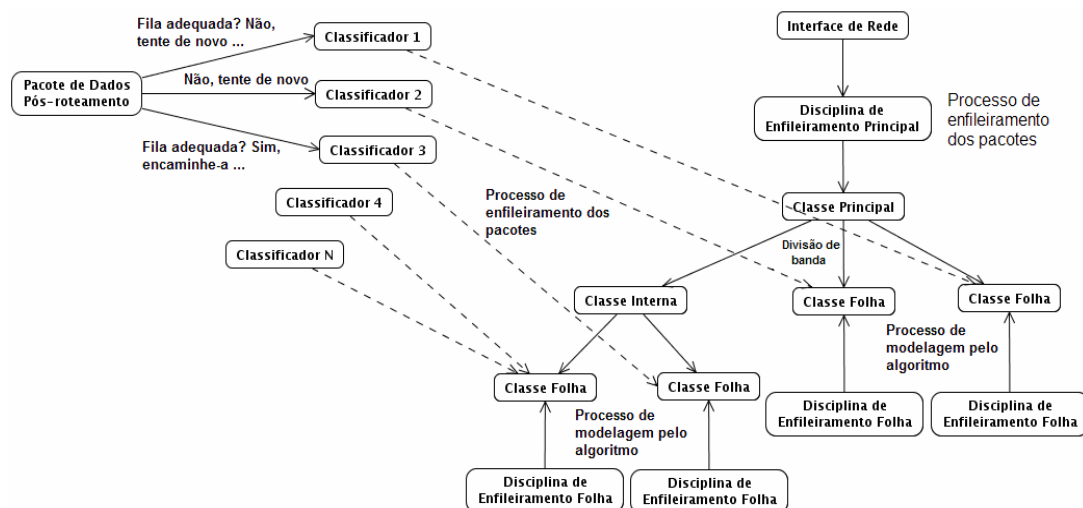 Fila adequada? Não,
tente de novo ...
Classificador 1
Interface de Rede
Pacote de Dados
Pós-roteamento
Não, tente de novo
Classificador 2
Disciplina de
Enfileiramento Principal
Processo de
enfileiramento
dos pacotes
Fila adequada? Sim,
encaminhe-a ...
Classificador 3
Classificador 4
Processo de
enfileiramento dos
pacotes
Classe Principal
Classificador N
Divisão de
banda
Classe Interna
Classe Folha
Classe Folha
Processo de
modelagem pelo
algoritmo
Classe Folha
Classe Folha
Processo de
modelagem pelo
algoritmo
Disciplina de
Enfileiramento Folha
Disciplina de
Enfileiramento Folha
Disciplina de
Enfileiramento Folha
Disciplina de
Enfileiramento Folha